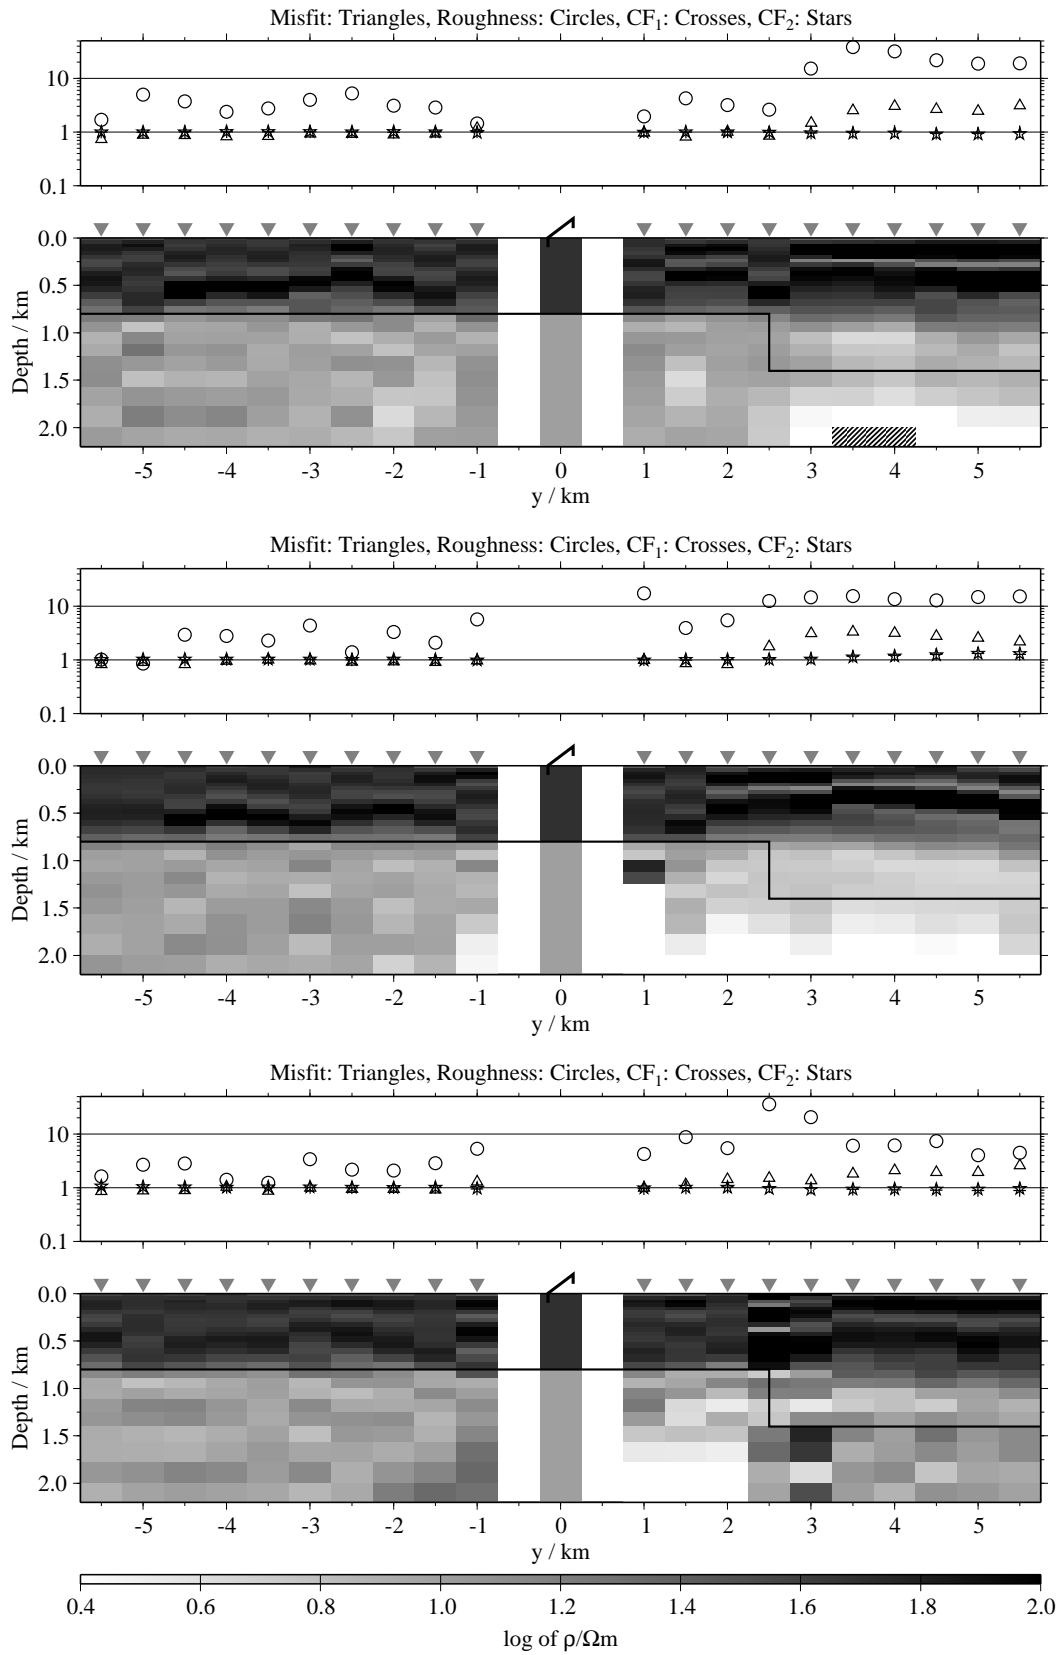 Misfit: Triangles, Roughness: Circles, CF1: Crosses, CF2: Stars
10
1
0.1
0.0
0.5
1.0
1.5
2.0
Depth / km
-5 -4 -3 -2 -1 0 1 2 3 4 5
y / km
Misfit: Triangles, Roughness: Circles, CF1: Crosses, CF2: Stars
10
1
0.1
0.0
0.5
1.0
1.5
2.0
Depth / km
-5 -4 -3 -2 -1 0 1 2 3 4 5
y / km
Misfit: Triangles, Roughness: Circles, CF1: Crosses, CF2: Stars
10
1
0.1
0.0
0.5
1.0
1.5
2.0
Depth / km
-5 -4 -3 -2 -1 0 1 2 3 4 5
y / km
0.4 0.6 0.8 1.0 1.2 1.4 1.6 1.8 2.0
log of ρ/Ωm